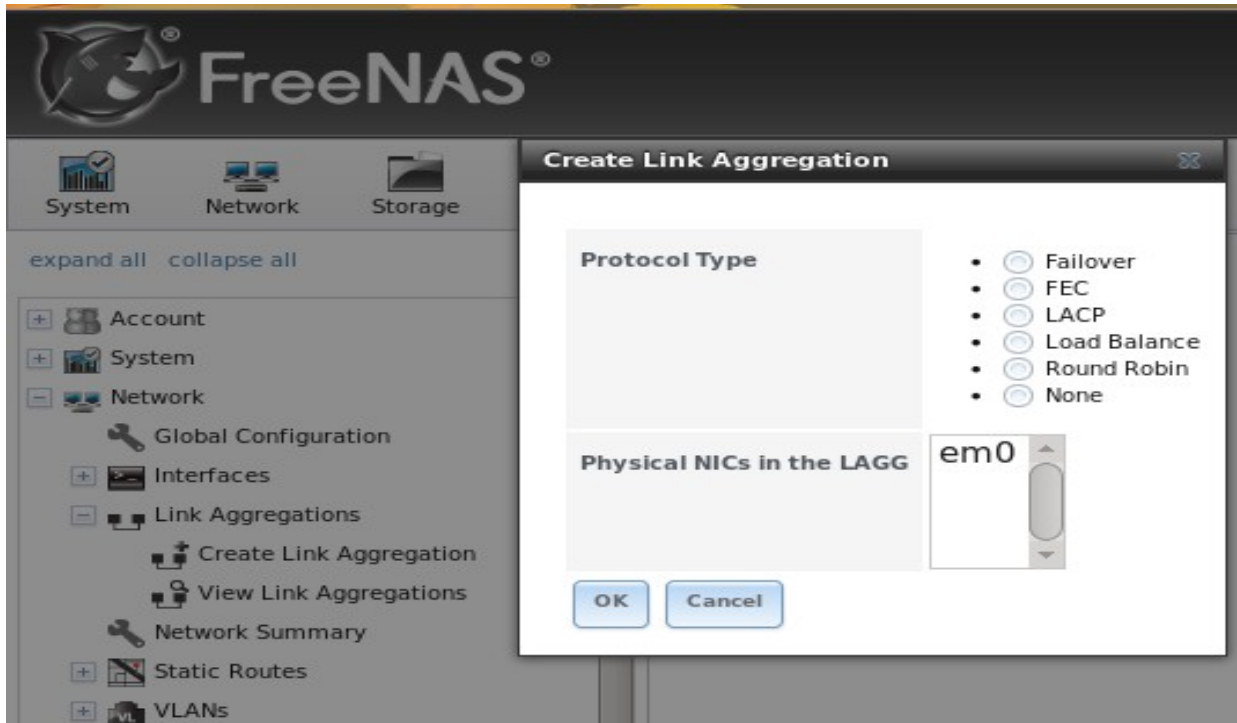 FreeNAS®
System
Network
Storage
expand all collapse all
Account
System
Network
Global Configuration
Interfaces
Link Aggregations
Create Link Aggregation
View Link Aggregations
Network Summary
Static Routes
VLANs
Create Link Aggregation
Protocol Type
Failover
FEC
LACP
Load Balance
Round Robin
None
Physical NICs in the LAGG
em0
OK
Cancel